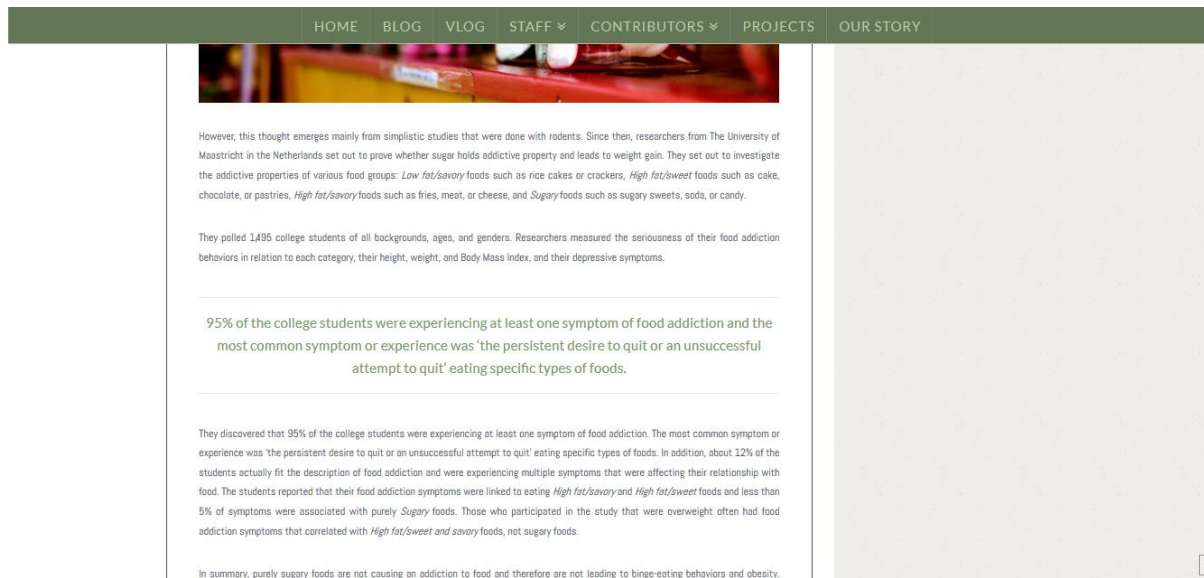 HOME BLOG VLOG STAFF CONTRIBUTORS PROJECTS OUR STORY
However, this thought emerges mainly from simplistic studies that were done with rodents. Since then, researchers from The University of
Maastricht in the Netherlands set out to prove whether sugar holds addictive property and leads to weight gain. They set out to investigate
the addictive properties of various food groups: Low fat/savory foods such as rice cakes or crackers, High fat/sweet foods such as cake,
chocolate, or pastries, High fat/savory foods such as fries, meat, or cheese, and Sugary foods such as sugary sweets, soda, or candy.
They polled 1,495 college students of all backgrounds, ages, and genders. Researchers measured the seriousness of their food addiction
behaviors in relation to each category, their height, weight, and Body Mass Index, and their depressive symptoms.
95% of the college students were experiencing at least one symptom of food addiction and the
most common symptom or experience was ‘the persistent desire to quit or an unsuccessful
attempt to quit’ eating specific types of foods.
They discovered that 95% of the college students were experiencing at least one symptom of food addiction. The most common symptom or
experience was 'the persistent desire to quit or an unsuccessful attempt to quit' eating specific types of foods. In addition, about 12% of the
students actually fit the description of food addiction and were experiencing multiple symptoms that were affecting their relationship with
food. The students reported that their food addiction symptoms were linked to eating High fat/savory and High fat/sweet foods and less than
5% of symptoms were associated with purely Sugary foods. Those who participated in the study that were overweight often had food
addiction symptoms that correlated with High fat/sweet and savory foods, not sugary foods.
In summary, purely sugary foods are not causing an addiction to food and therefore are not leading to binge-eating behaviors and obesity.